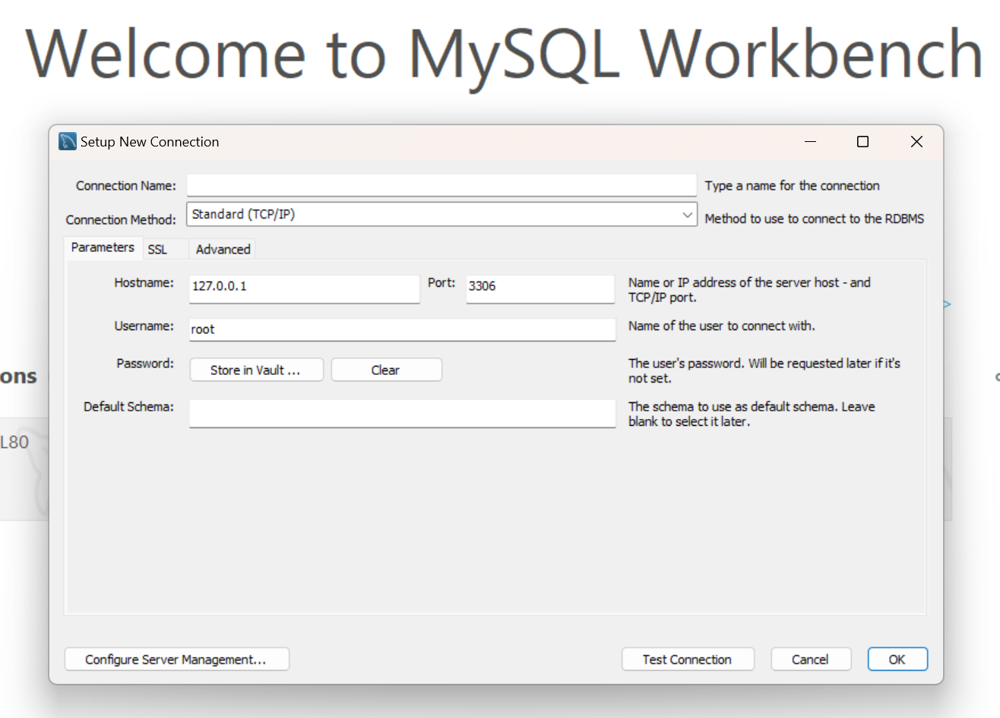 Welcome to MySQL Workbench
Setup New Connection
Connection Name:
Type a name for the connection
Connection Method:
Standard (TCP/IP)
Method to use to connect to the RDBMS
Parameters
SSL
Advanced
Hostname:
127.0.0.1
Port:
3306
Name or IP address of the server host - and
TCP/IP port.
>
Username:
root
Name of the user to connect with.
Password:
Store in Vault ...
Clear
The user's password. Will be requested later if it's
not set.
ons
Default Schema:
The schema to use as default schema. Leave
blank to select it later.
L80
Configure Server Management...
Test Connection
Cancel
OK